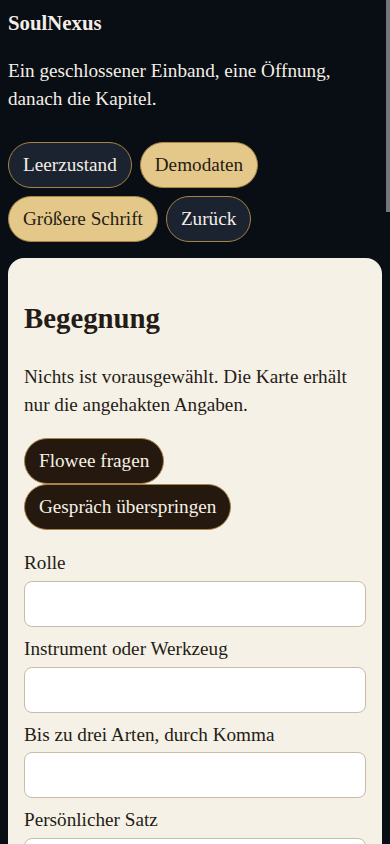 SoulNexus
Ein geschlossener Einband, eine Öffnung,
danach die Kapitel.
Leerzustand Demodaten
Größere Schrift Zurück
Begegnung
Nichts ist vorausgewählt. Die Karte erhält
nur die angehakten Angaben.
Flowee fragen
Gespräch überspringen
Rolle
Instrument oder Werkzeug
Bis zu drei Arten, durch Komma
Persönlicher Satz